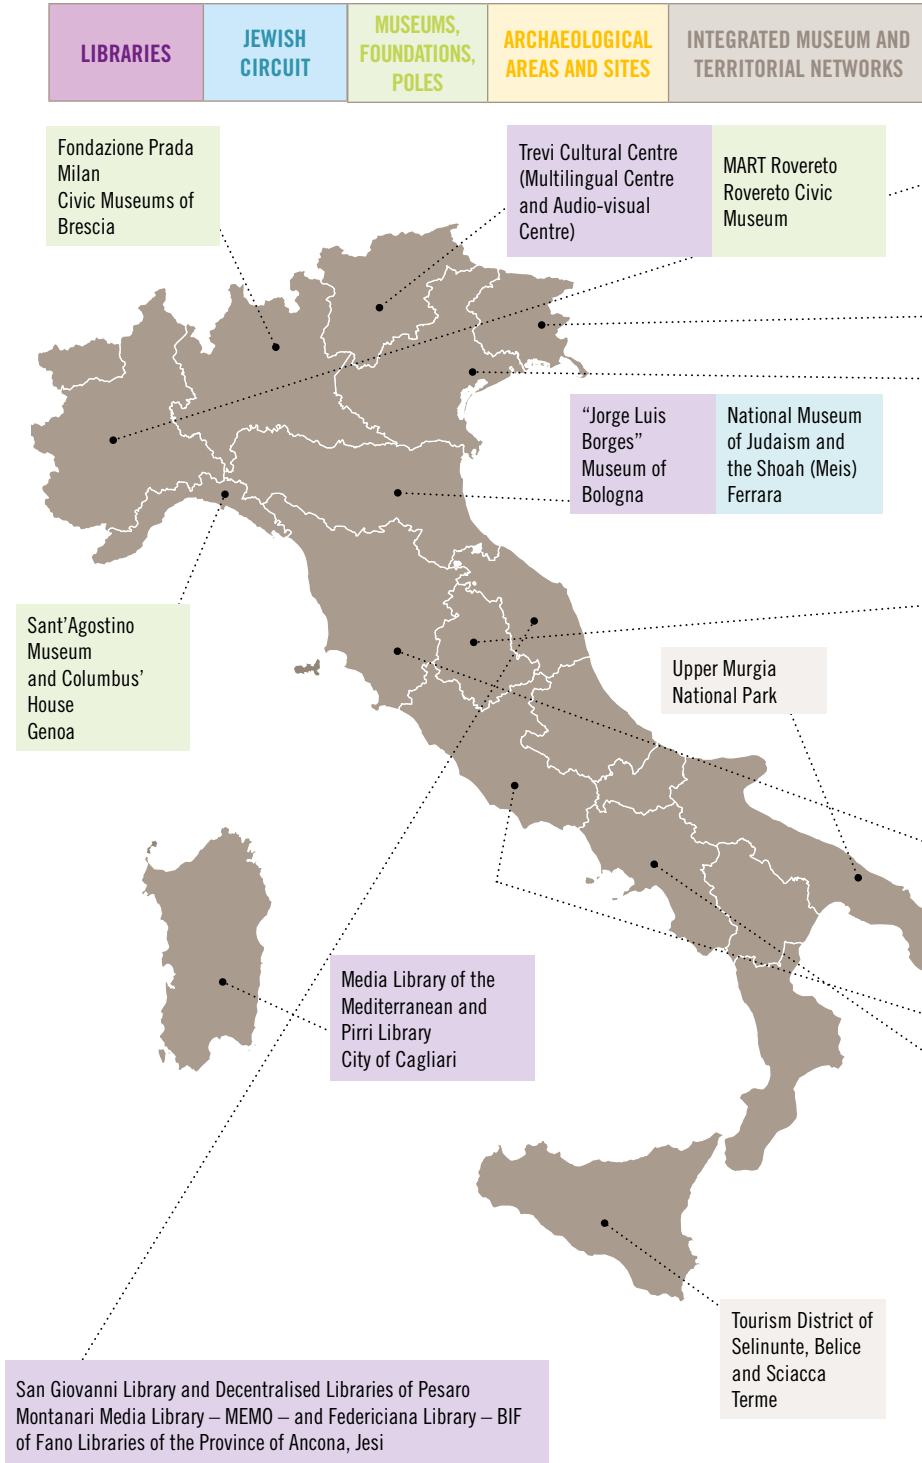 LIBRARIES
JEWISH
CIRCUIT
MUSEUMS,
FOUNDATIONS,
POLES
ARCHAEOLOGICAL
AREAS AND SITES
INTEGRATED MUSEUM AND
TERRITORIAL NETWORKS
Fondazione Prada
Milan
Civic Museums of
Brescia
Trevi Cultural Centre
(Multilingual Centre
and Audio-visual
Centre)
MART Rovereto
Rovereto Civic
Museum
“Jorge Luis
Borges”
Museum of
Bologna
National Museum
of Judaism and
the Shoah (Meis)
Ferrara
Sant’Agostino
Museum
and Columbus’
House
Genoa
Upper Murgia
National Park
Media Library of the
Mediterranean and
Pirri Library
City of Cagliari
Tourism District of
Selinunte, Belice
and Sciacca
Terme
San Giovanni Library and Decentralised Libraries of Pesaro
Montanari Media Library – MEMO – and Federiciana Library – BIF
of Fano Libraries of the Province of Ancona, Jesi